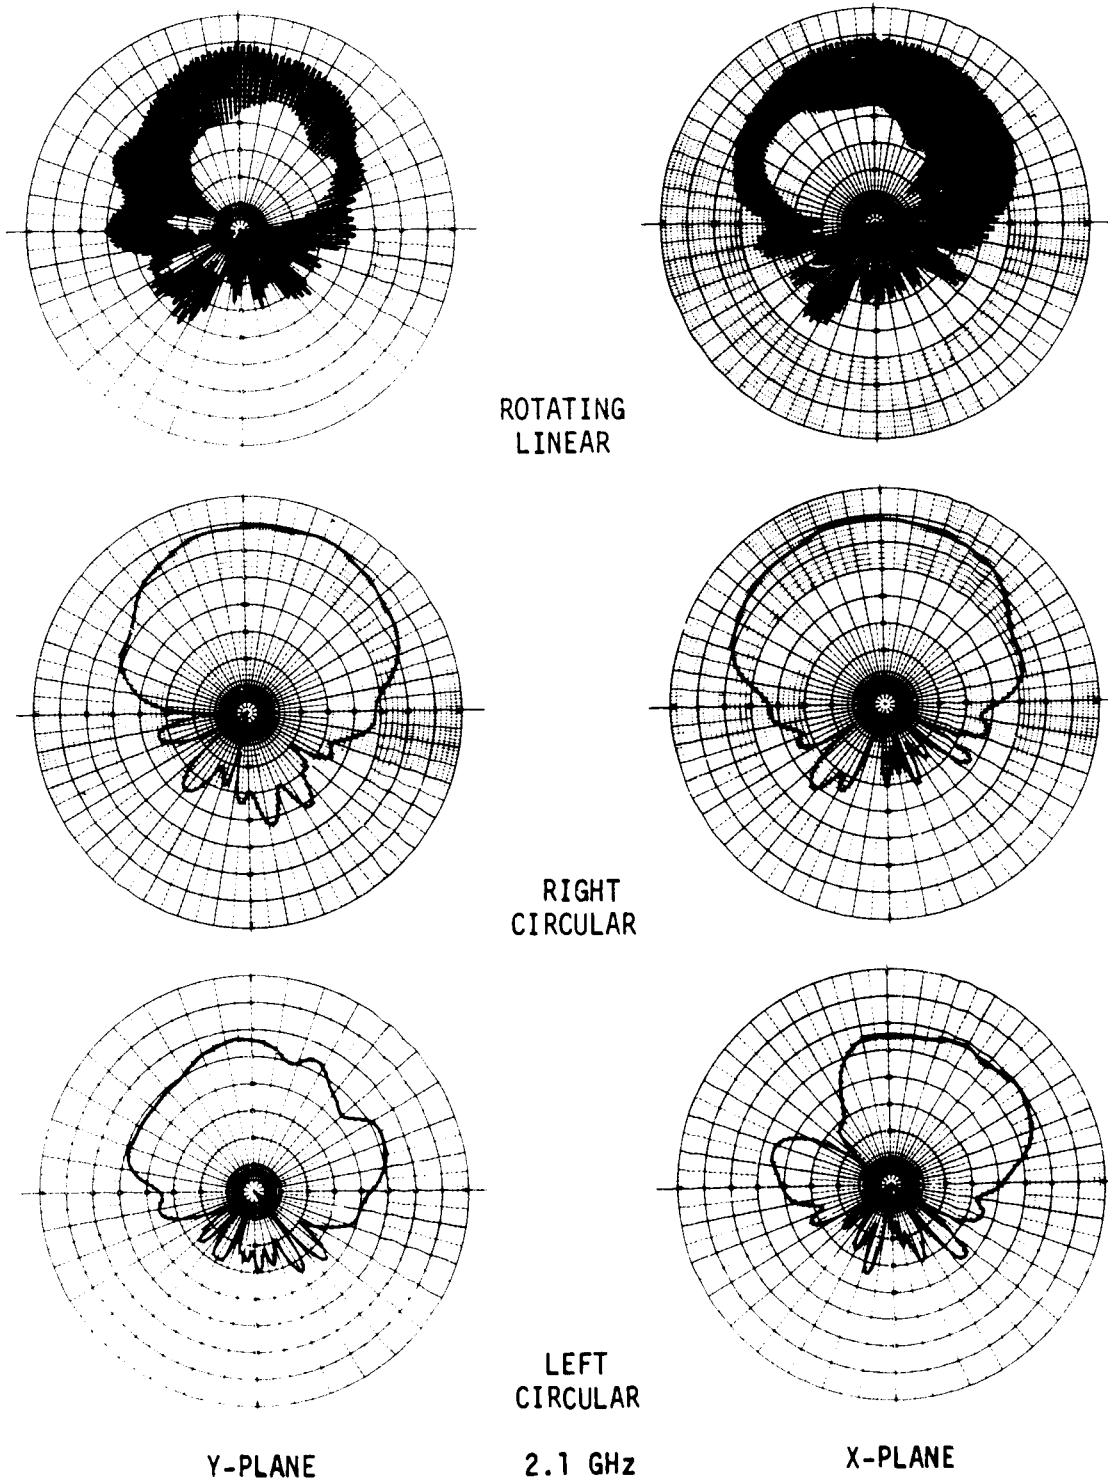 ROTATING
LINEAR
RIGHT
CIRCULAR
LEFT
CIRCULAR
Y-PLANE
2.1 GHz
X-PLANE